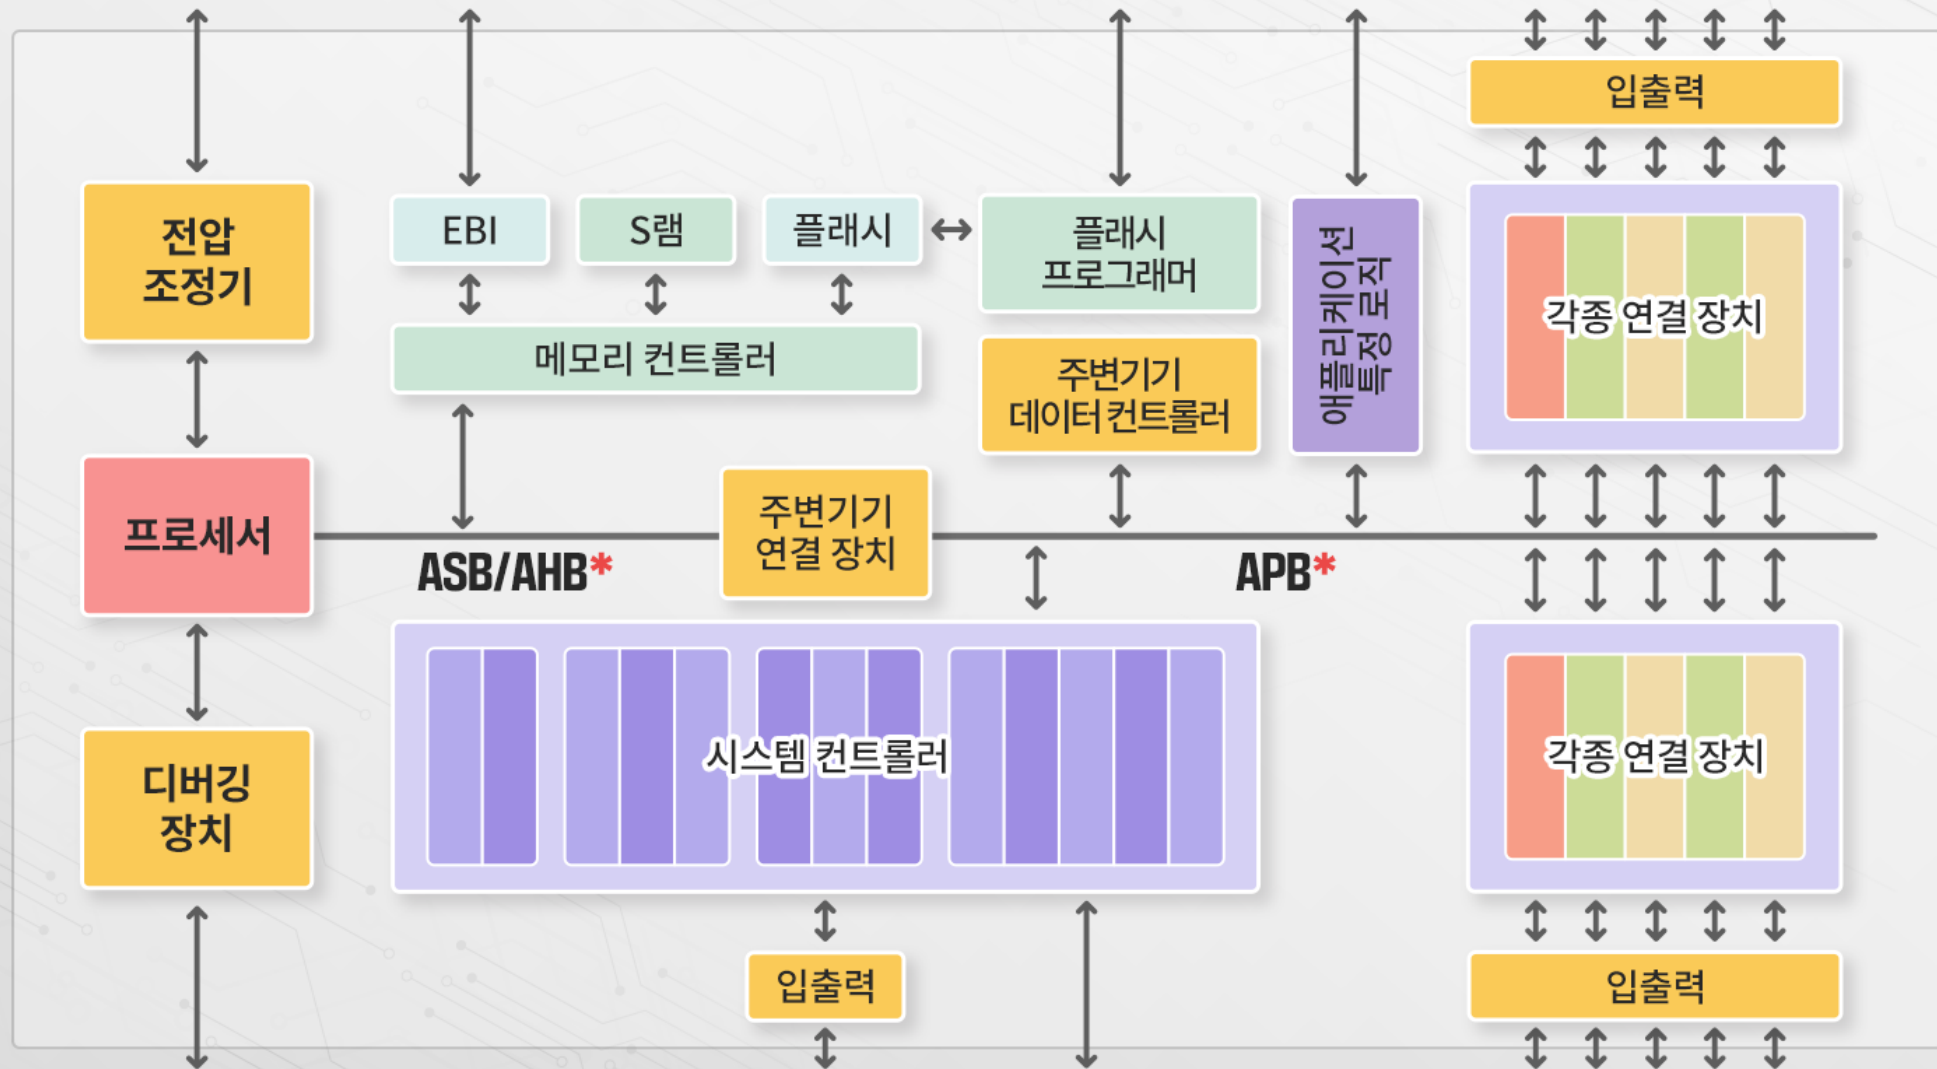 입출력
전압
조정기
EBI
S램
플래시
플래시
프로그래머
애플리케이션
특정 로직
각종 연결 장치
메모리 컨트롤러
주변기기
데이터 컨트롤러
프로세서
주변기기
연결 장치
ASB/AHB*
APB*
디버깅
장치
시스템 컨트롤러
각종 연결 장치
입출력
입출력